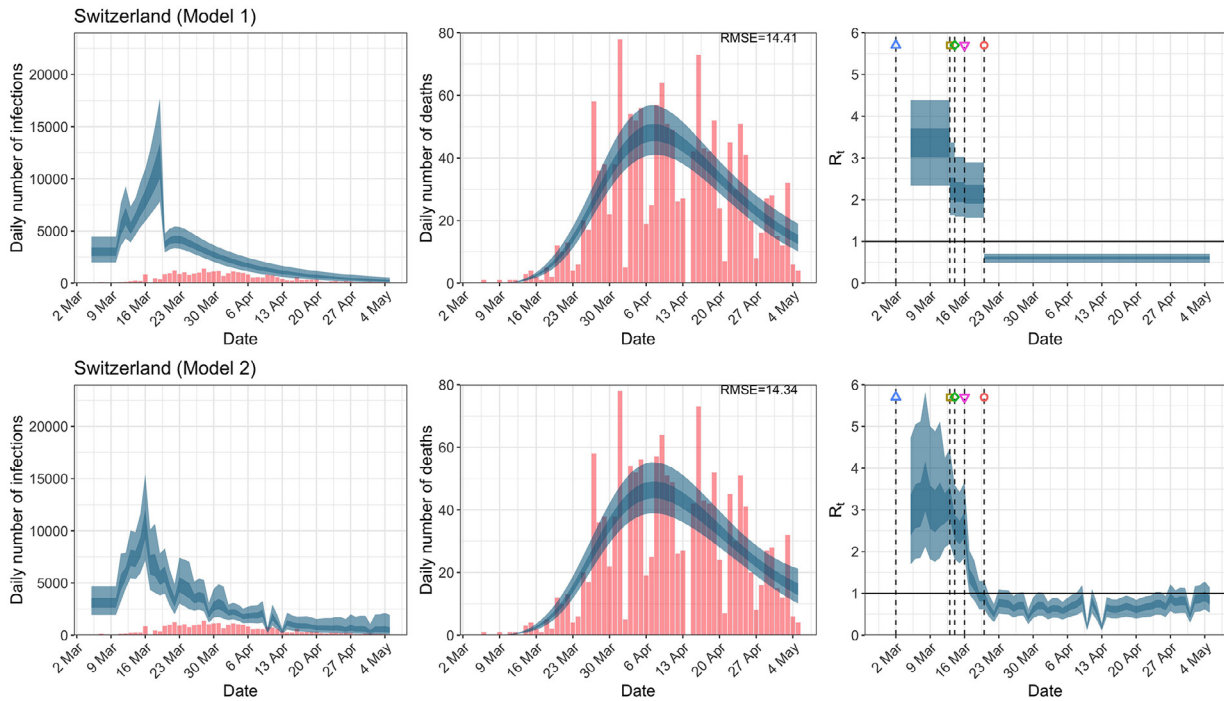 Switzerland (Model 1)
Daily number of infections
20000
15000
10000
5000
0
2 Mar
9 Mar
16 Mar
23 Mar
30 Mar
6 Apr
13 Apr
20 Apr
27 Apr
4 May
Date
Daily number of deaths
80
60
40
20
0
RMSE=14.41
2 Mar
9 Mar
16 Mar
23 Mar
30 Mar
6 Apr
13 Apr
20 Apr
27 Apr
4 May
Date
Rt
6
5
4
3
2
1
0
2 Mar
9 Mar
16 Mar
23 Mar
30 Mar
6 Apr
13 Apr
20 Apr
27 Apr
4 May
Date
Switzerland (Model 2)
Daily number of infections
20000
15000
10000
5000
0
2 Mar
9 Mar
16 Mar
23 Mar
30 Mar
6 Apr
13 Apr
20 Apr
27 Apr
4 May
Date
Daily number of deaths
80
60
40
20
0
RMSE=14.34
2 Mar
9 Mar
16 Mar
23 Mar
30 Mar
6 Apr
13 Apr
20 Apr
27 Apr
4 May
Date
Rt
6
5
4
3
2
1
0
2 Mar
9 Mar
16 Mar
23 Mar
30 Mar
6 Apr
13 Apr
20 Apr
27 Apr
4 May
Date